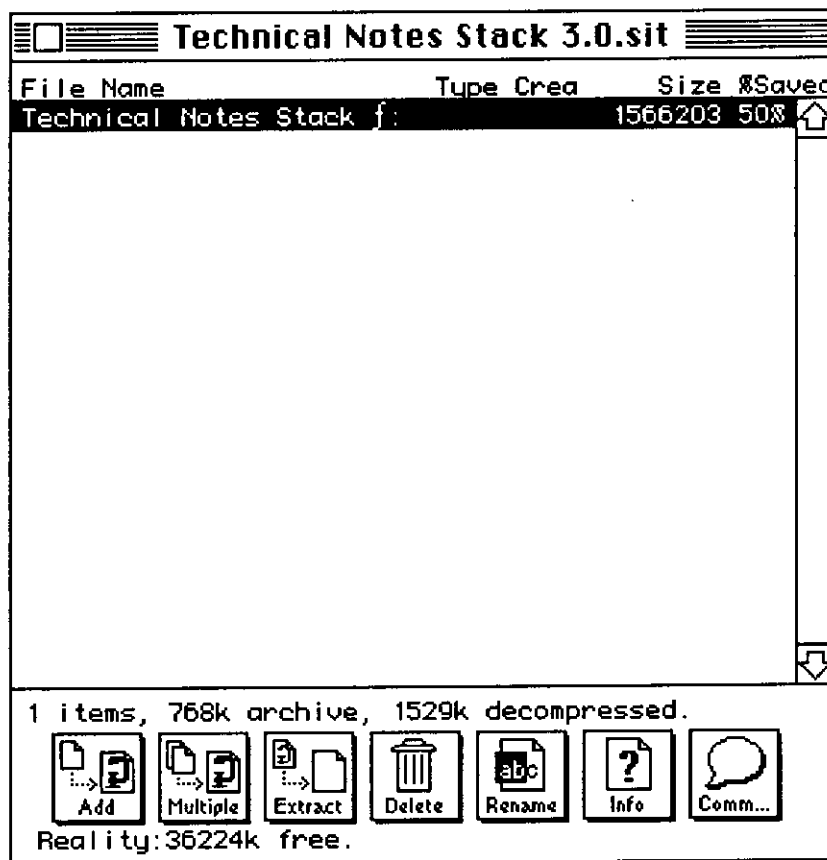 Technical Notes Stack 3.0.sit
File Name Type Crea Size %Saved
Technical Notes Stack ƒ: 1566203 50%
1 items, 768k archive, 1529k decompressed.
Add Multiple Extract Delete abc Rename ? Info Comm...
Reality:36224k free.